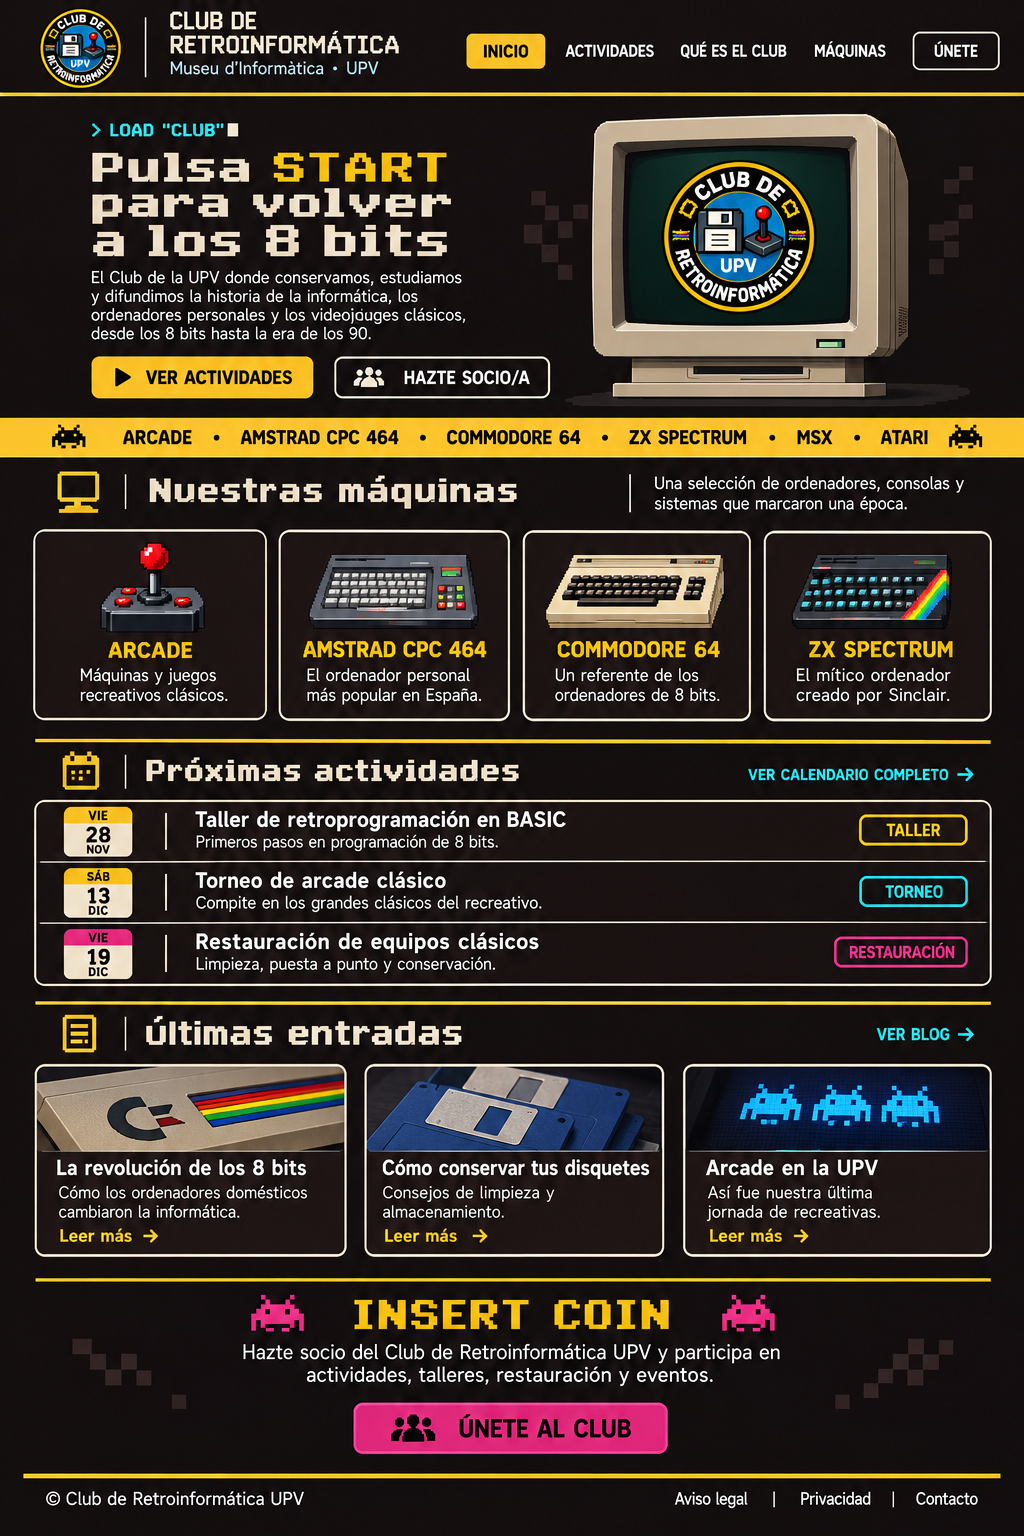 CLUB DE
RETROINFORMÁTICA
UPV
CLUB DE
RETROINFORMÁTICA
Museu d'Informàtica • UPV
INICIO
ACTIVIDADES
QUÉ ES EL CLUB
MÁQUINAS
ÚNETE
> LOAD "CLUB"
Pulsa START
para volver
a los 8 bits
El Club de la UPV donde conservamos, estudiamos
y difundimos la historia de la informática, los
ordenadores personales y los videojouges clásicos,
desde los 8 bits hasta la era de los 90.
VER ACTIVIDADES
HAZTE SOCIO/A
CLUB DE
UPV
RETROINFORMÁTICA
ARCADE • AMSTRAD CPC 464 • COMMODORE 64 • ZX SPECTRUM • MSX • ATARI
Nuestras máquinas
Una selección de ordenadores, consolas y
sistemas que marcaron una época.
ARCADE
Máquinas y juegos
recreativos clásicos.
AMSTRAD CPC 464
El ordenador personal
más popular en España.
COMMODORE 64
Un referente de los
ordenadores de 8 bits.
ZX SPECTRUM
El mítico ordenador
creado por Sinclair.
Próximas actividades
VER CALENDARIO COMPLETO →
VIE
28
NOV
Taller de retroprogramación en BASIC
Primeros pasos en programación de 8 bits.
TALLER
SÁB
13
DIC
Torneo de arcade clásico
Compite en los grandes clásicos del recreativo.
TORNEO
VIE
19
DIC
Restauración de equipos clásicos
Limpieza, puesta a punto y conservación.
RESTAURACIÓN
Últimas entradas
VER BLOG →
La revolución de los 8 bits
Cómo los ordenadores domésticos
cambiaron la informática.
Leer más →
Cómo conservar tus disquetes
Consejos de limpieza y
almacenamiento.
Leer más →
Arcade en la UPV
Así fue nuestra última
jornada de recreativas.
Leer más →
INSERT COIN
Hazte socio del Club de Retroinformática UPV y participa en
actividades, talleres, restauración y eventos.
ÚNETE AL CLUB
© Club de Retroinformática UPV
Aviso legal | Privacidad | Contacto